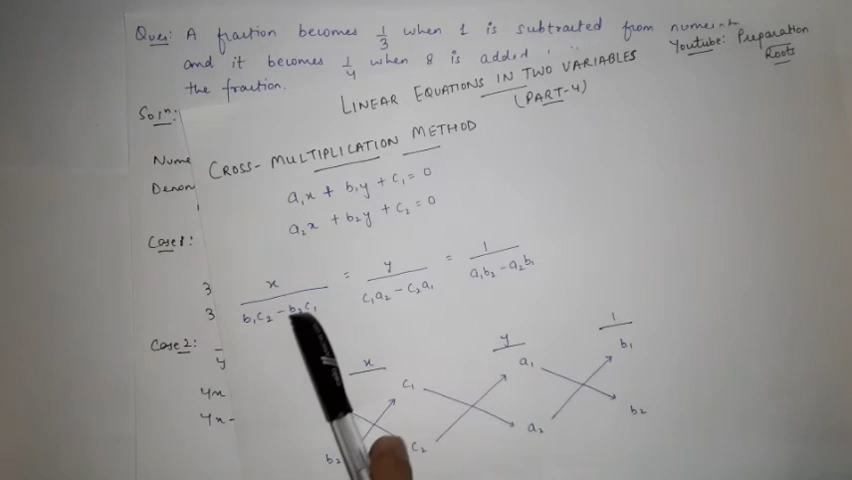 Ques: A fraction becomes 1/3 when 1 is subtracted from
and it becomes 1/4 when 8 is added
the fraction.
Youtube: Preparation
Roots
LINEAR EQUATIONS IN TWO VARIABLES
(PART-4)
Soln:
CROSS-MULTIPLICATION METHOD
Nume
Denon
a₁x + b₁y + c₁ = 0
a₂x + b₂y + c₂ = 0
Case 1:
3
3
x/(b₁c₂ - b₂c₁) = y/(c₁a₂ - c₂a₁) = 1/(a₁b₂ - a₂b₁)
Case 2:
y
4x
4x -
x y 1
c₁ a₁ b₁
b₂ c₂ a₂ b₂